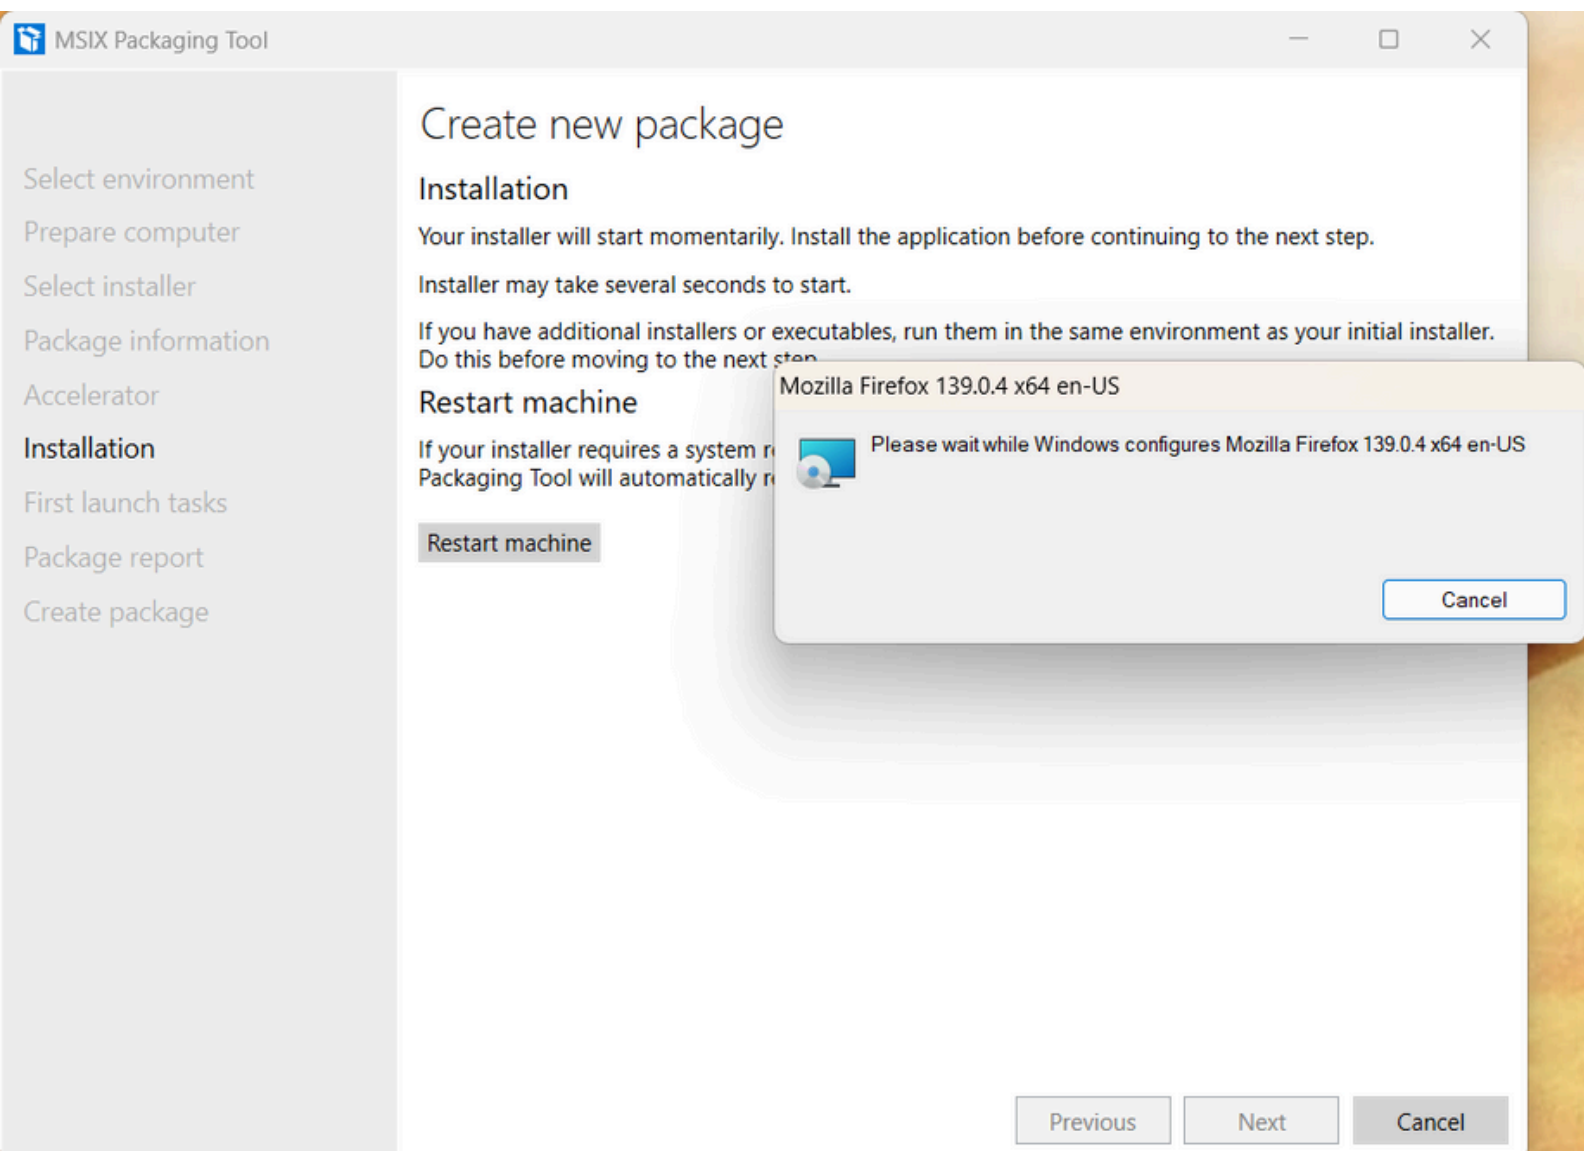 MSIX Packaging Tool
Select environment
Prepare computer
Select installer
Package information
Accelerator
Installation
First launch tasks
Package report
Create package
Create new package
Installation
Your installer will start momentarily. Install the application before continuing to the next step.
Installer may take several seconds to start.
If you have additional installers or executables, run them in the same environment as your initial installer.
Do this before moving to the next step
Restart machine
If your installer requires a system
Packaging Tool will automatically
Restart machine
Mozilla Firefox 139.0.4 x64 en-US
Please wait while Windows configures Mozilla Firefox 139.0.4 x64 en-US
Cancel
Previous
Next
Cancel